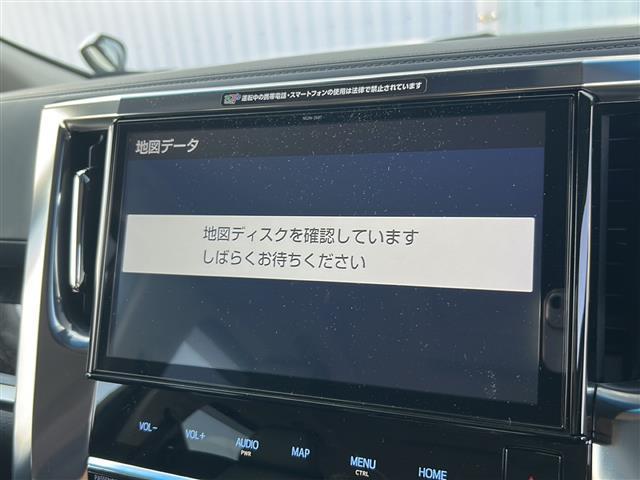 運転中の携帯電話・スマートフォンの使用は法律で禁止されています
地図データ
地図ディスクを確認しています
しばらくお待ちください
VOL-
VOL+
AUDIO
PWR
MAP
MENU
CTRL
HOME